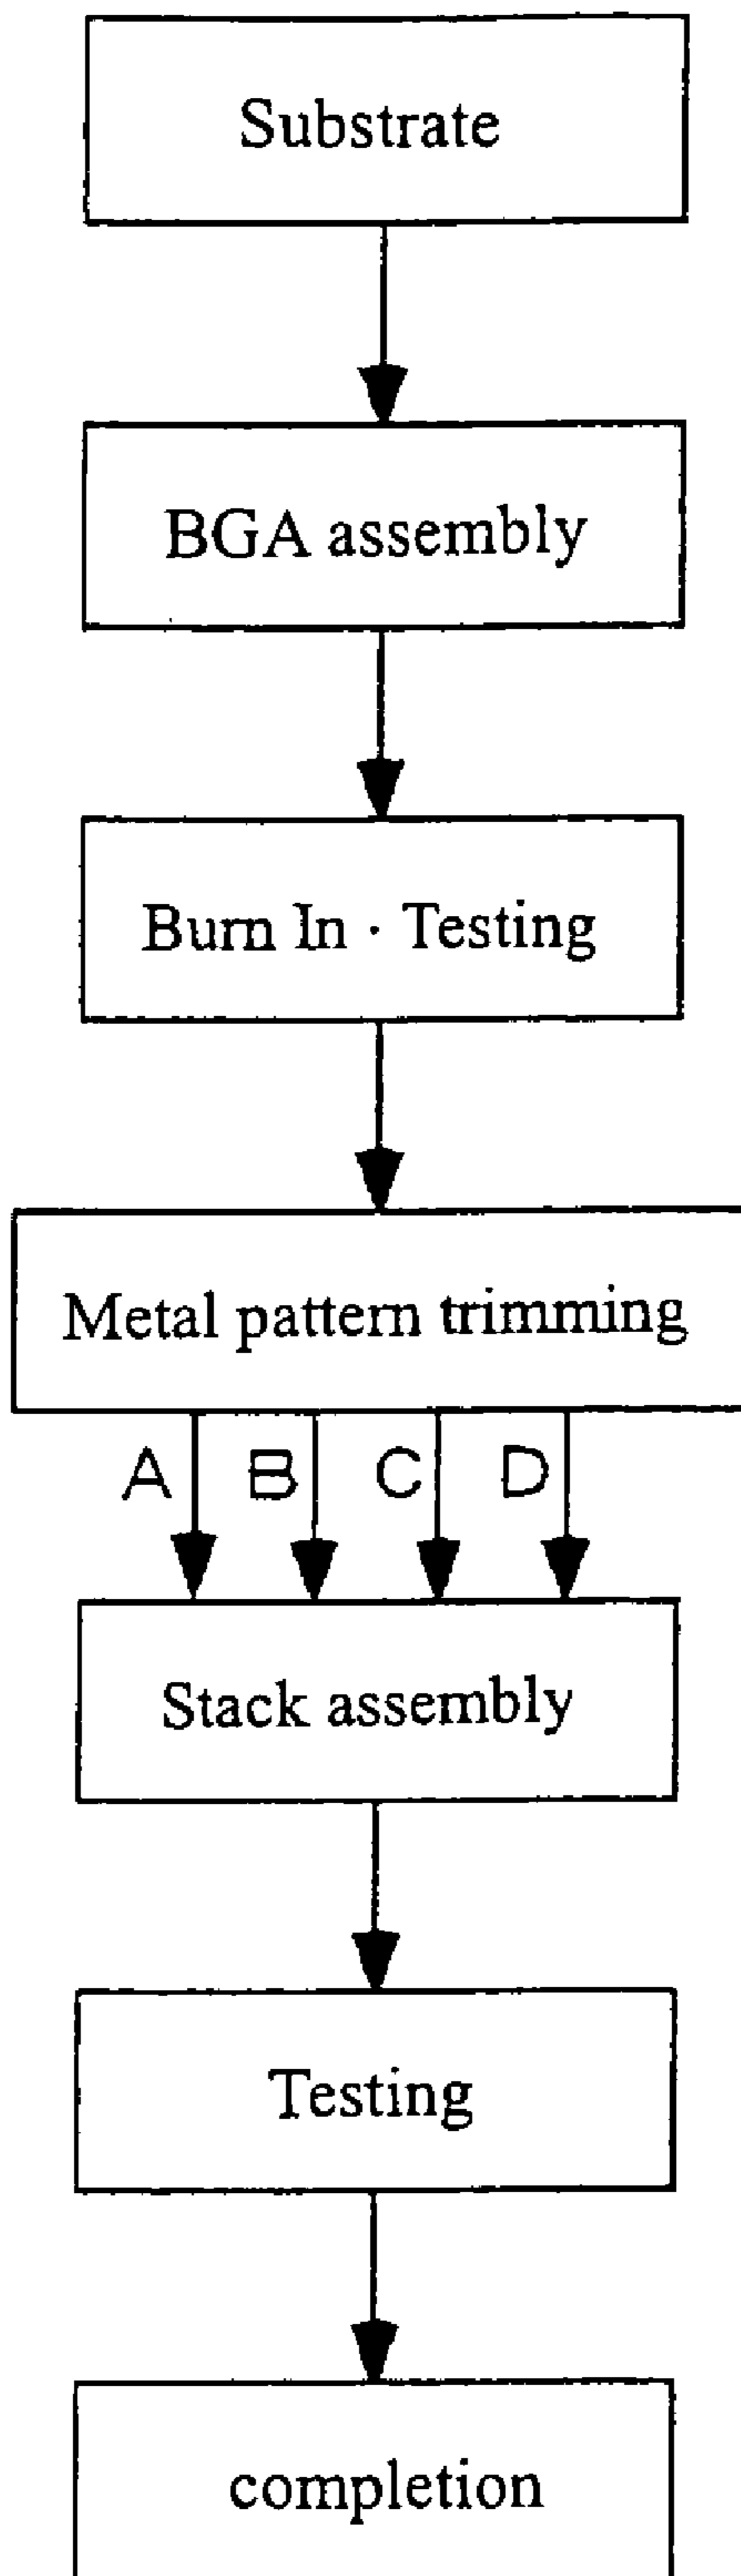 Substrate
BGA assembly
Burn In · Testing
Metal pattern trimming
A B C D
Stack assembly
Testing
completion